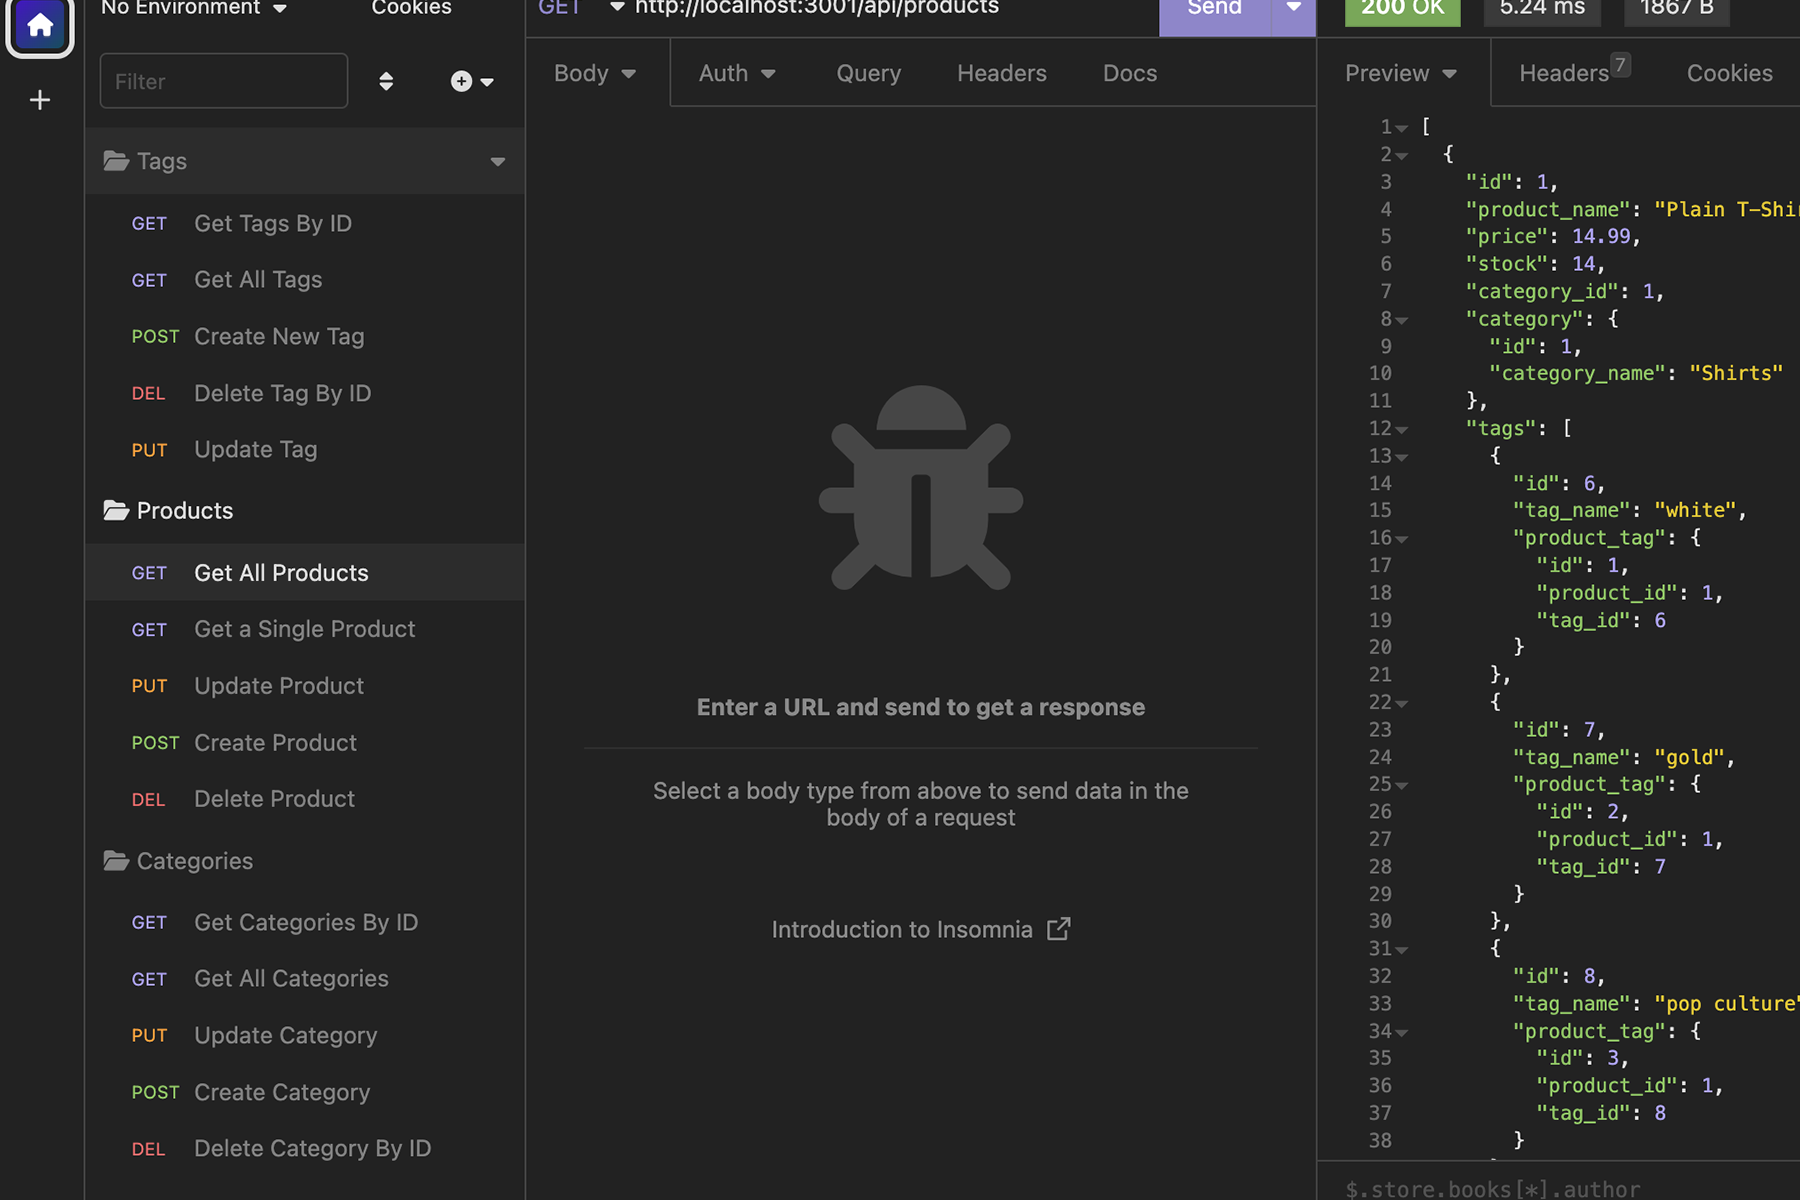 No Environment
Cookies
Filter
Tags
GET Get Tags By ID
GET Get All Tags
POST Create New Tag
DEL Delete Tag By ID
PUT Update Tag
Products
GET Get All Products
GET Get a Single Product
PUT Update Product
POST Create Product
DEL Delete Product
Categories
GET Get Categories By ID
GET Get All Categories
PUT Update Category
POST Create Category
DEL Delete Category By ID
GET http://localhost:3001/api/products Send
Body Auth Query Headers Docs
Enter a URL and send to get a response
Select a body type from above to send data in the
body of a request
Introduction to Insomnia
200 OK 5.24 ms 1867 B
Preview Headers 7 Cookies
1 [
2 {
3 "id": 1,
4 "product_name": "Plain T-Shi
5 "price": 14.99,
6 "stock": 14,
7 "category_id": 1,
8 "category": {
9 "id": 1,
10 "category_name": "Shirts"
11 },
12 "tags": [
13 {
14 "id": 6,
15 "tag_name": "white",
16 "product_tag": {
17 "id": 1,
18 "product_id": 1,
19 "tag_id": 6
20 }
21 },
22 {
23 "id": 7,
24 "tag_name": "gold",
25 "product_tag": {
26 "id": 2,
27 "product_id": 1,
28 "tag_id": 7
29 }
30 },
31 {
32 "id": 8,
33 "tag_name": "pop culture"
34 "product_tag": {
35 "id": 3,
36 "product_id": 1,
37 "tag_id": 8
38 }
$.store.books[*].author